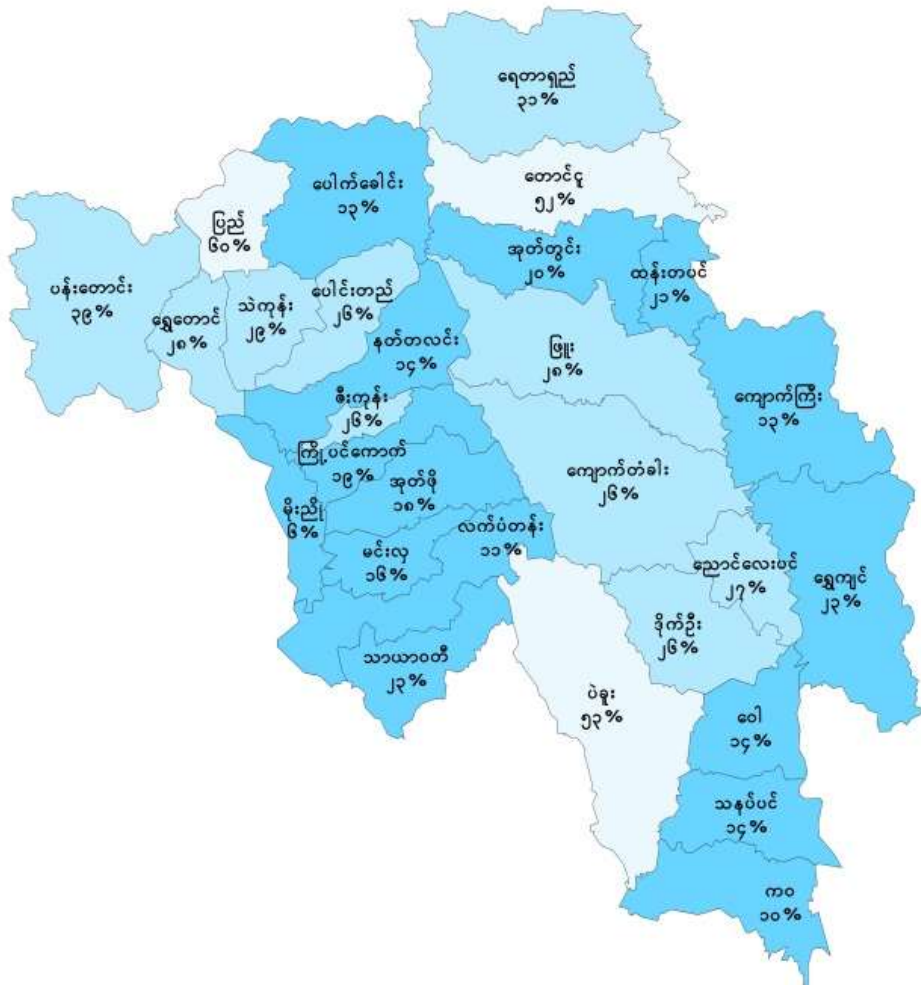 ရေတာရှည်
၃၁%
တောင်ငူ
၅၂%
ပေါက်ခေါင်း
၁၃%
ပြည်
၆၀%
အုတ်တွင်း
၂၀%
ထန်းတပင်
၂၁%
ပန်းတောင်း
၃၉%
ရွှေတောင်
၂၈%
သဲကုန်း
၂၉%
ပေါင်းတည်
၂၆%
နတ်တလင်း
၁၄%
ဖြူး
၂၈%
ကျောက်ကြီး
၁၃%
ဇီးကုန်း
၂၆%
ကြို့ပင်ကောက်
၁၉%
ကျောက်တံခါး
၂၆%
အုတ်ဖို
၁၈%
မိုးညို
၆%
လက်ပံတန်း
၁၁%
မင်းလှ
၁၆%
ညောင်လေးပင်
၂၇%
ရွှေကျင်
၂၃%
ဒိုက်ဦး
၂၆%
သာယာဝတီ
၂၃%
ပဲခူး
၅၃%
ဝေါ
၁၄%
သနပ်ပင်
၁၄%
ကဝ
၁၀%